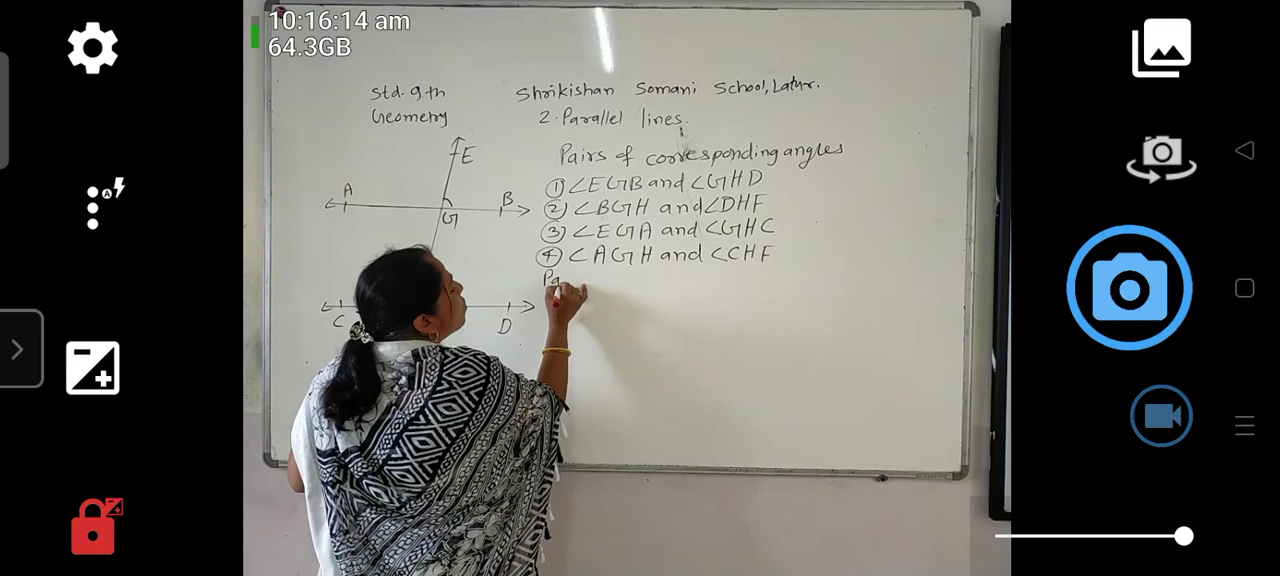 10:16:14 am
64.3GB
Std-9th
Shrikishan Somani School, Latur.
Geometry
2. Parallel lines.
E
Pairs of corresponding angles
① ∠EGB and ∠GHD
A
B
② ∠BGH and ∠DHF
G
③ ∠EGA and ∠GHC
④ ∠AGH and ∠CHF
Pa
C
D